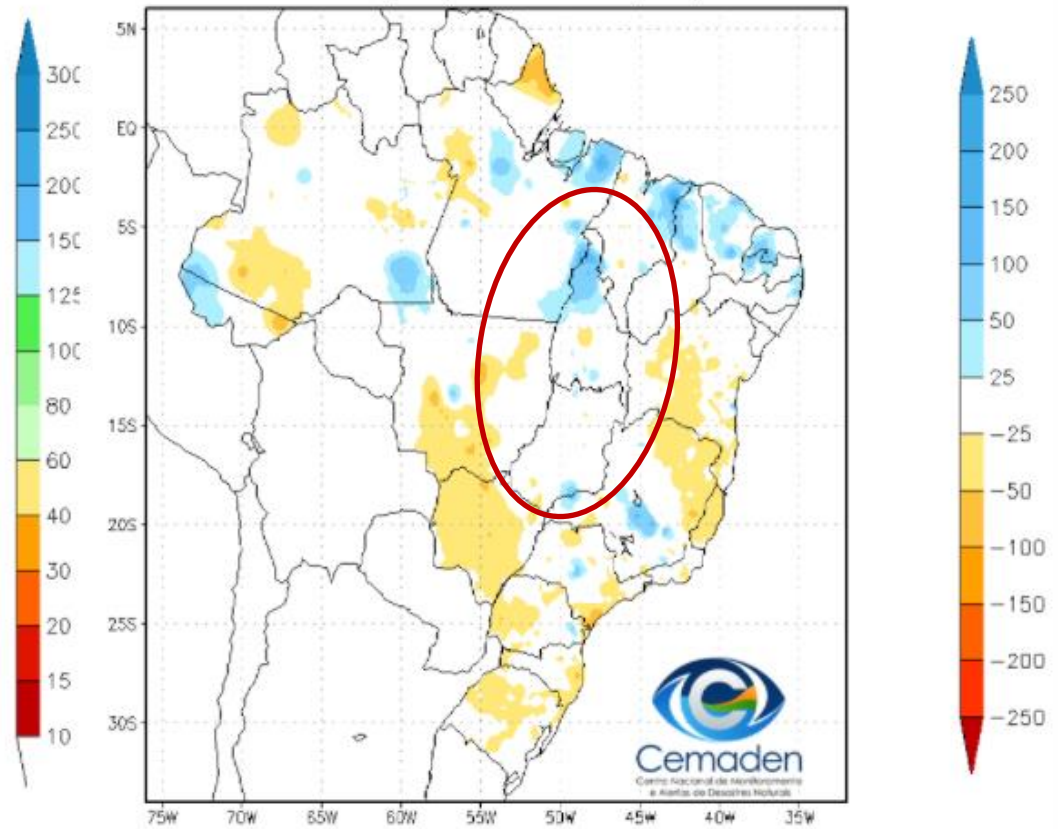 300
250
200
150
125
100
80
60
40
30
20
15
10
5N
EQ
5S
10S
15S
20S
25S
30S
75W
70W
65W
60W
55W
50W
45W
40W
35W
Cemaden
Centro Nacional de Monitoramento
e Alertas de Desastres Naturais
250
200
150
100
50
25
-25
-50
-100
-150
-200
-250